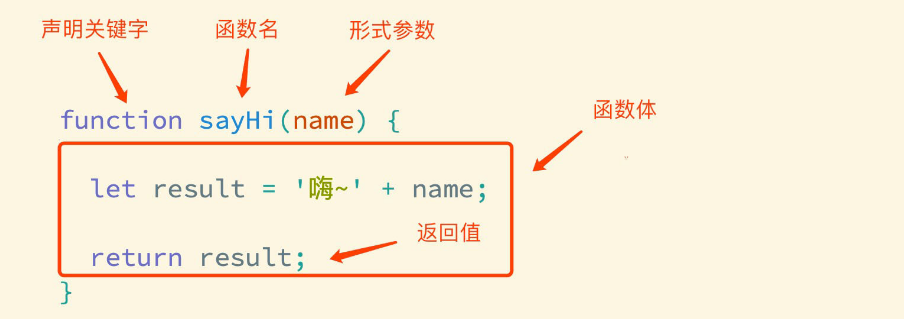 声明关键字 函数名 形式参数
函数体
function sayHi(name) {
let result = '嗨~' + name;
返回值
return result;
}